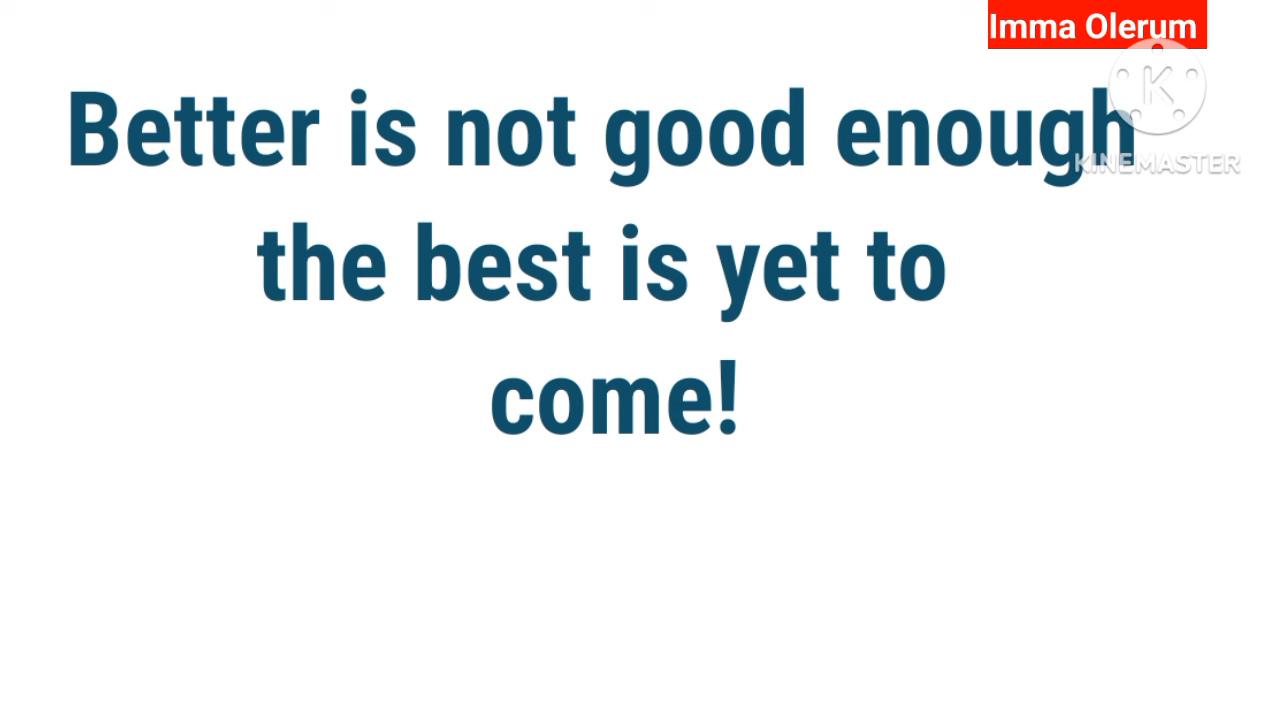 Imma Olerum
K
KINEMASTER
Better is not good enough
the best is yet to
come!